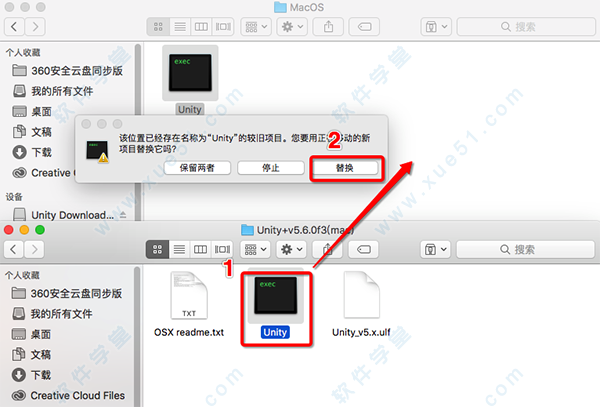 MacOS
搜索
个人收藏
360安全云盘同步版
我的所有文件
桌面
文稿
下载
Creative C
设备
Unity Download...
exec
Unity
该位置已经存在名称为“Unity”的较旧项目。您要用正
动的新
项目替换它吗?
保留两者
停止
替换
2
Unity+v5.6.0f3(mac)
搜索
个人收藏
360安全云盘同步版
我的所有文件
桌面
文稿
下载
Creative Cloud Files
1
TXT
OSX readme.txt
exec
Unity
Unity_v5.x.ulf
软件学堂
www.xue51.com